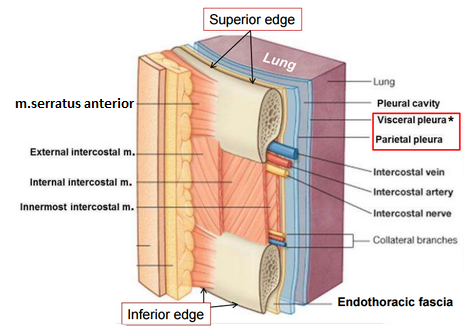 Superior edge
Lung
Lung
m.serratus anterior
Pleural cavity
Visceral pleura *
Parietal pleura
External intercostal m.
Intercostal vein
Internal intercostal m.
Intercostal artery
Innermost intercostal m.
Intercostal nerve
Collateral branches
Endothoracic fascia
Inferior edge